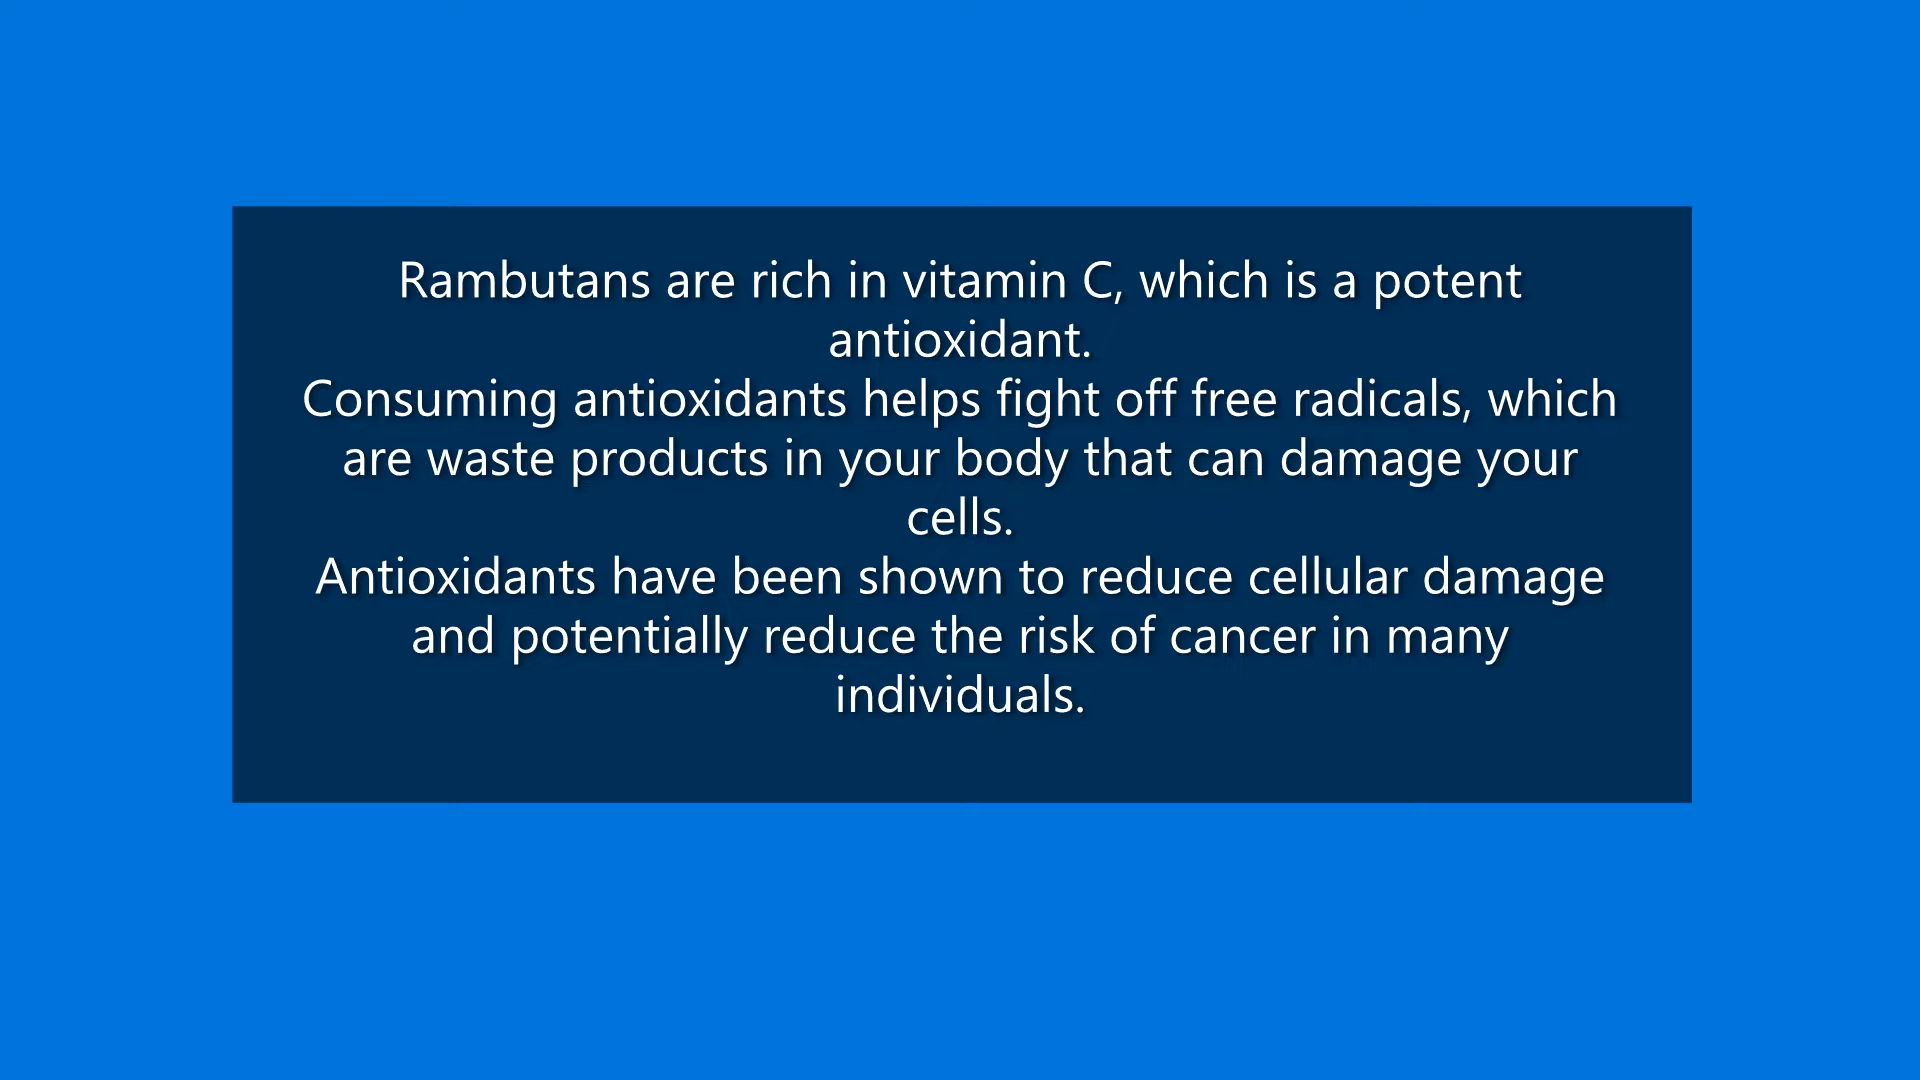 Rambutans are rich in vitamin C, which is a potent
antioxidant.
Consuming antioxidants helps fight off free radicals, which
are waste products in your body that can damage your
cells.
Antioxidants have been shown to reduce cellular damage
and potentially reduce the risk of cancer in many
individuals.